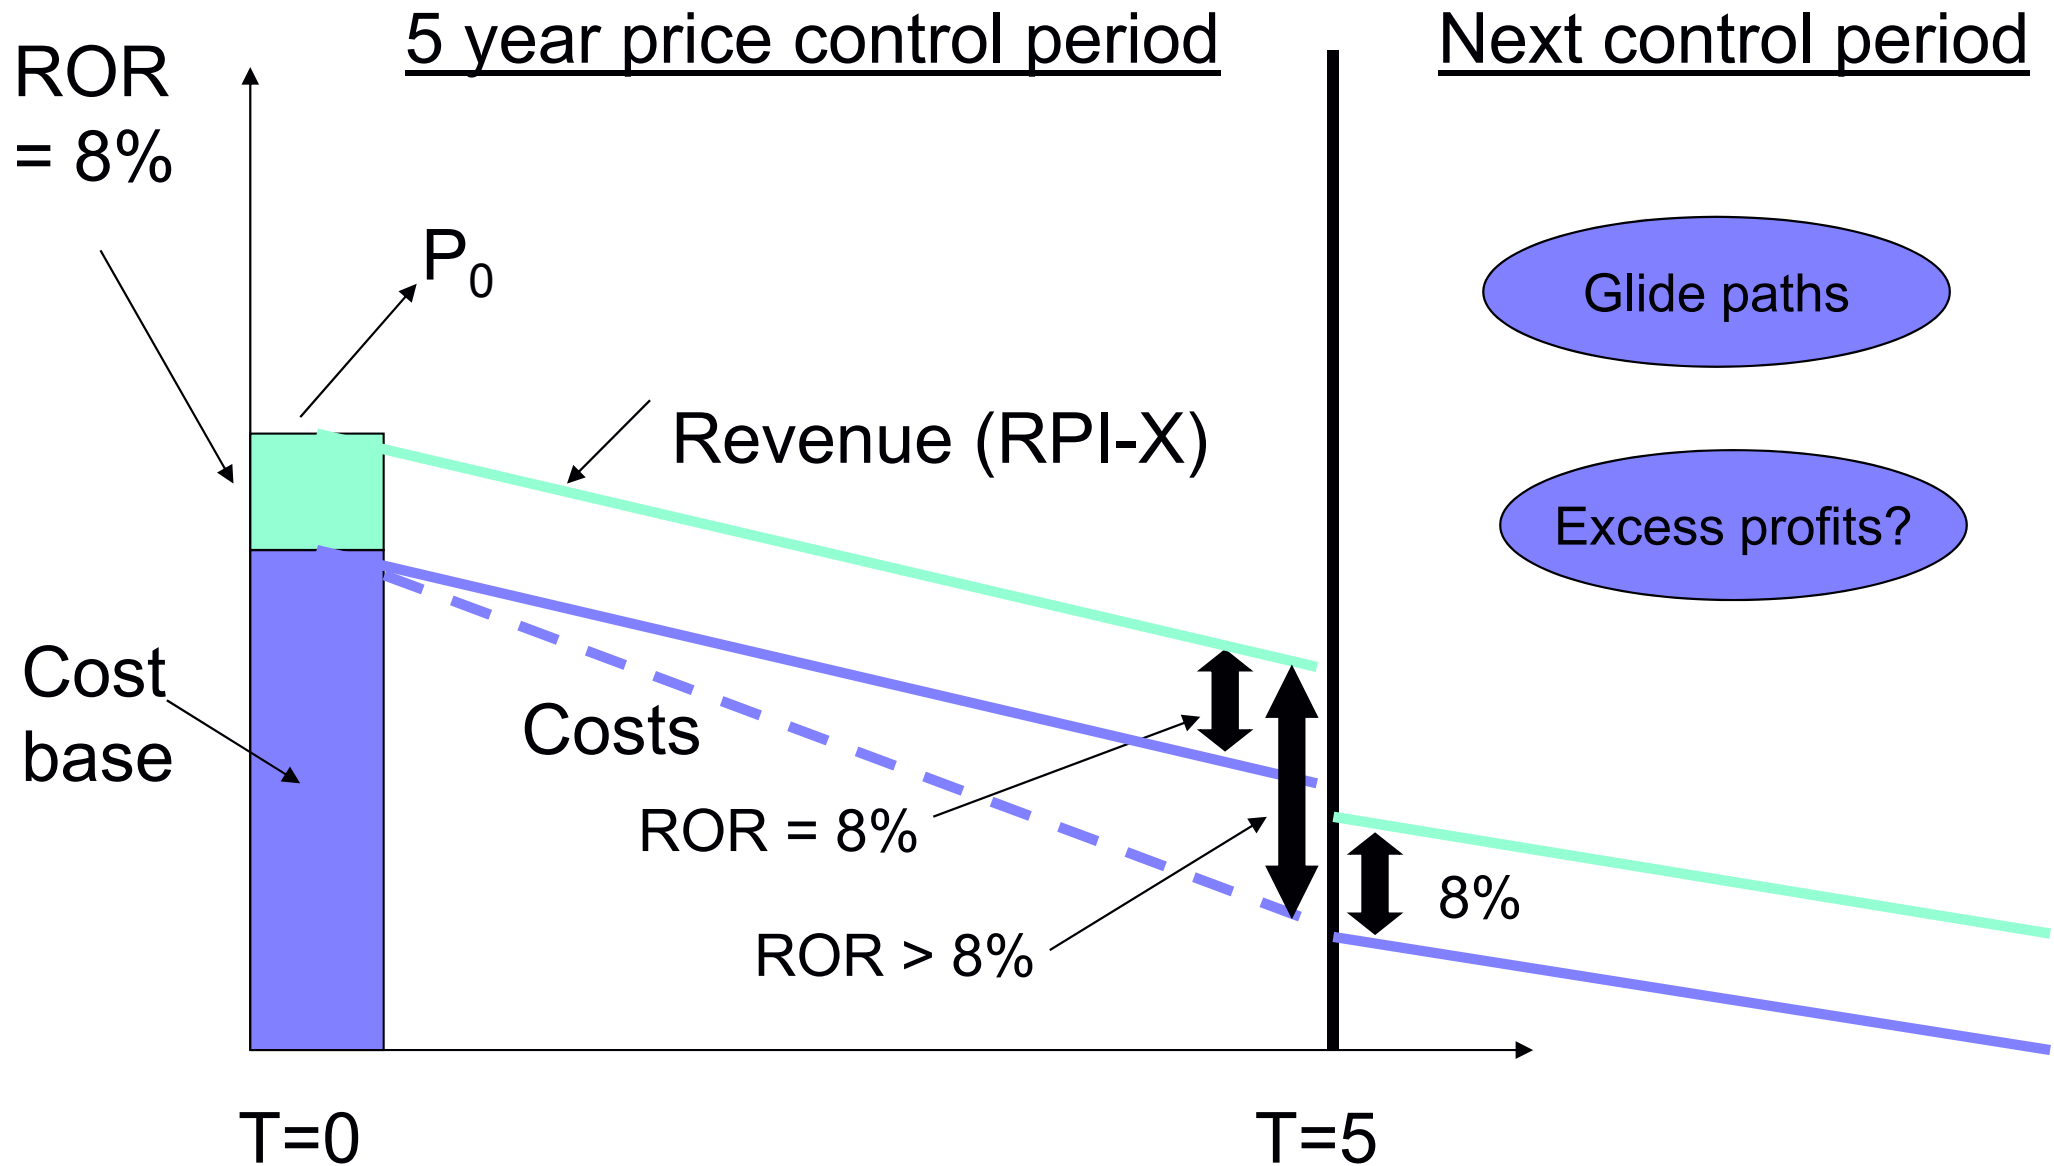 5 year price control period
Next control period
ROR
= 8%
P₀
Glide paths
Revenue (RPI-X)
Excess profits?
Cost
base
Costs
ROR = 8%
8%
ROR > 8%
T=0
T=5